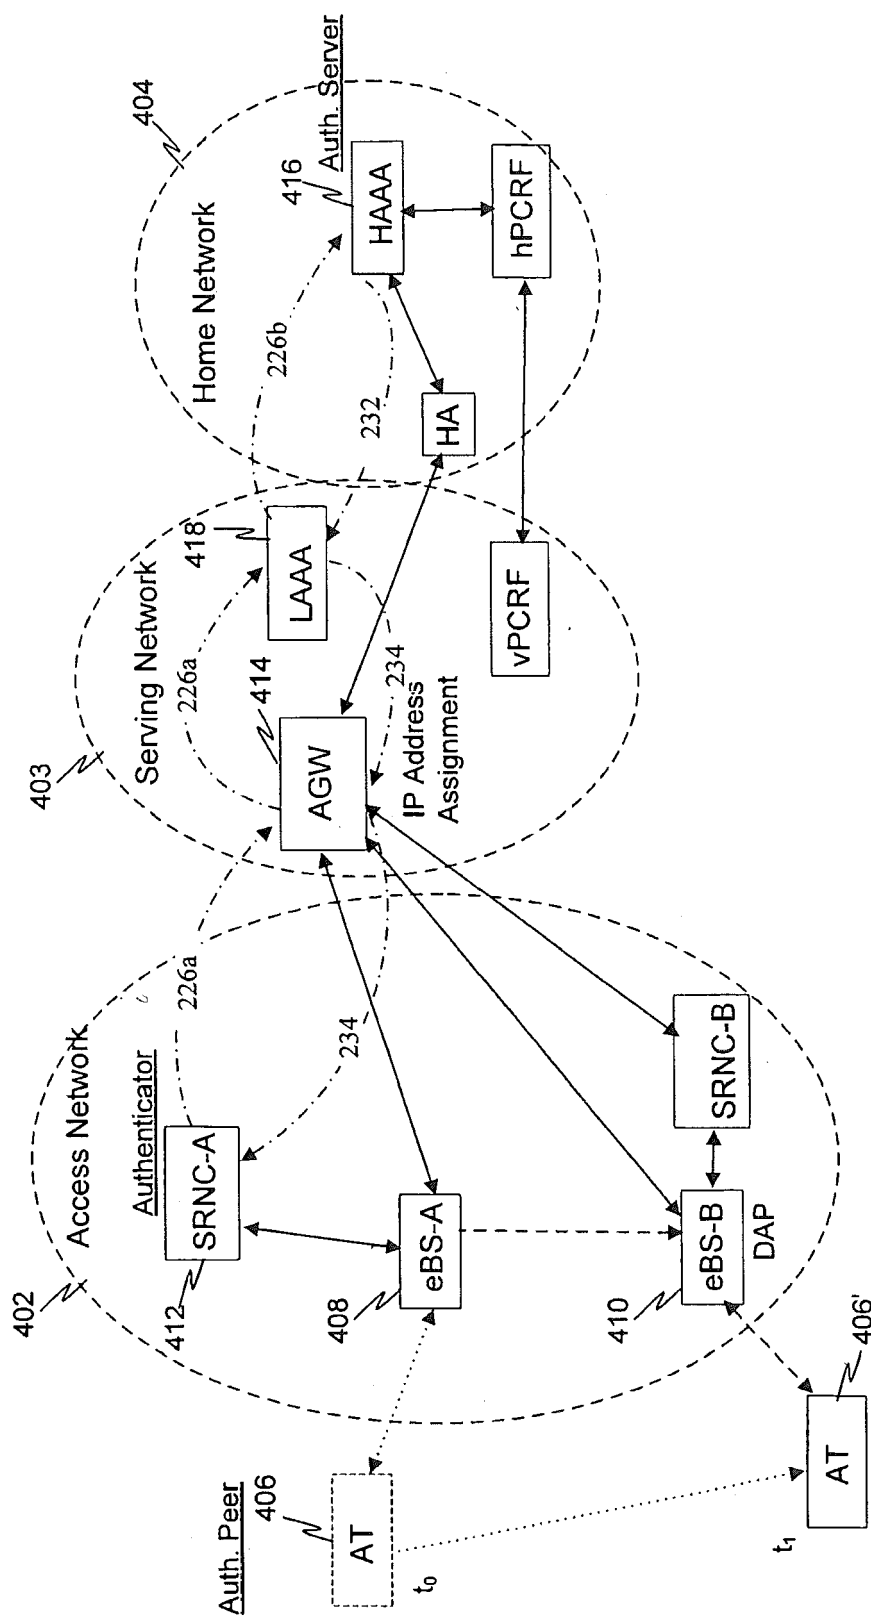 Auth. Peer
406
AT
t0
t1
AT
406'
402
Access Network
Authenticator
412
SRNC-A
226a
234
408
eBS-A
410
eBS-B
DAP
SRNC-B
403
Serving Network
226a
414
AGW
418
LAAA
234
IP Address
Assignment
vPCRF
404
Home Network
226b
232
416
Auth. Server
HAAA
HA
hPCRF